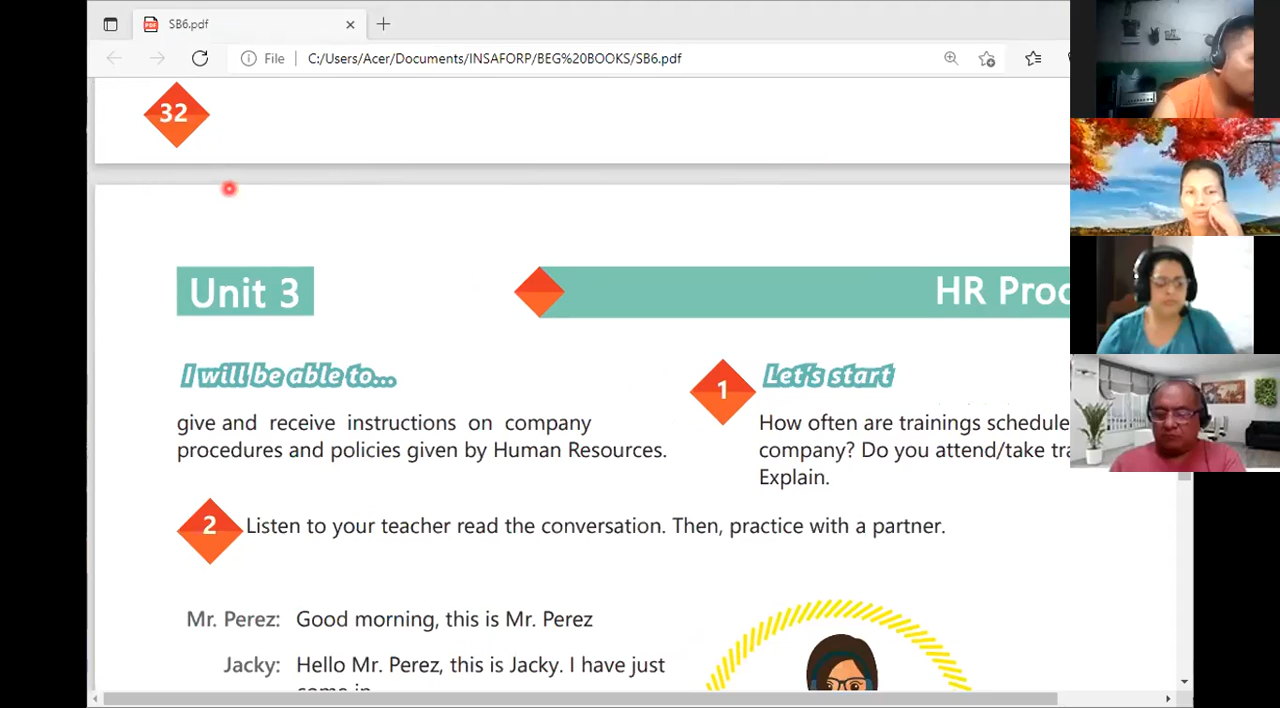 SB6.pdf
File
C:/Users/Acer/Documents/INSAFORP/BEG%20BOOKS/SB6.pdf
32
Unit 3
HR Proc
I will be able to...
give and receive instructions on company
procedures and policies given by Human Resources.
1
Let's start
How often are trainings schedule
company? Do you attend/take tra
Explain.
2
Listen to your teacher read the conversation. Then, practice with a partner.
Mr. Perez: Good morning, this is Mr. Perez
Jacky: Hello Mr. Perez, this is Jacky. I have just